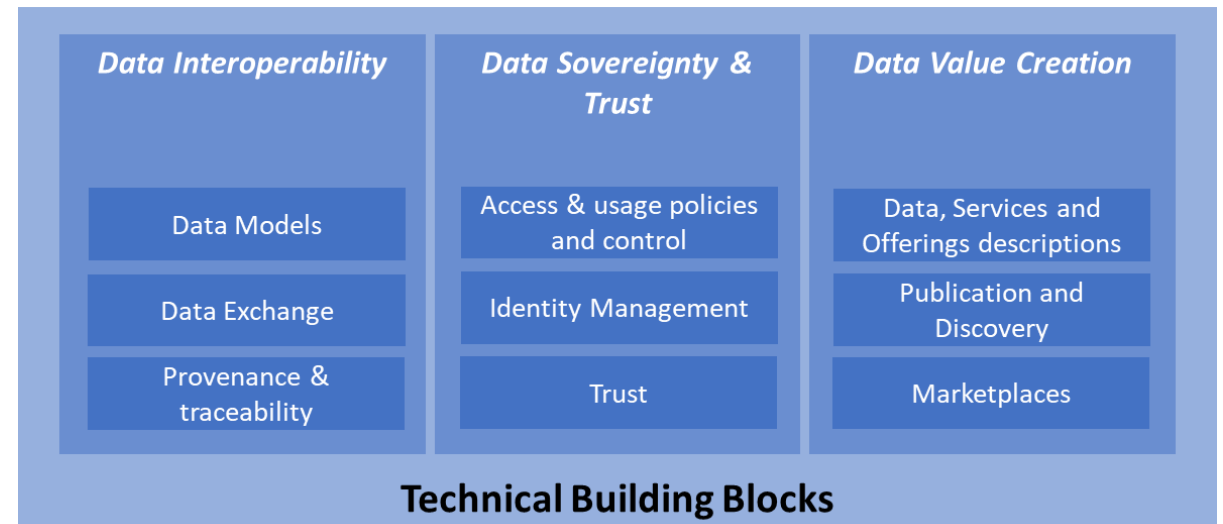 Data Interoperability
Data Models
Data Exchange
Provenance &
traceability
Data Sovereignty &
Trust
Access & usage policies
and control
Identity Management
Trust
Data Value Creation
Data, Services and
Offerings descriptions
Publication and
Discovery
Marketplaces
Technical Building Blocks